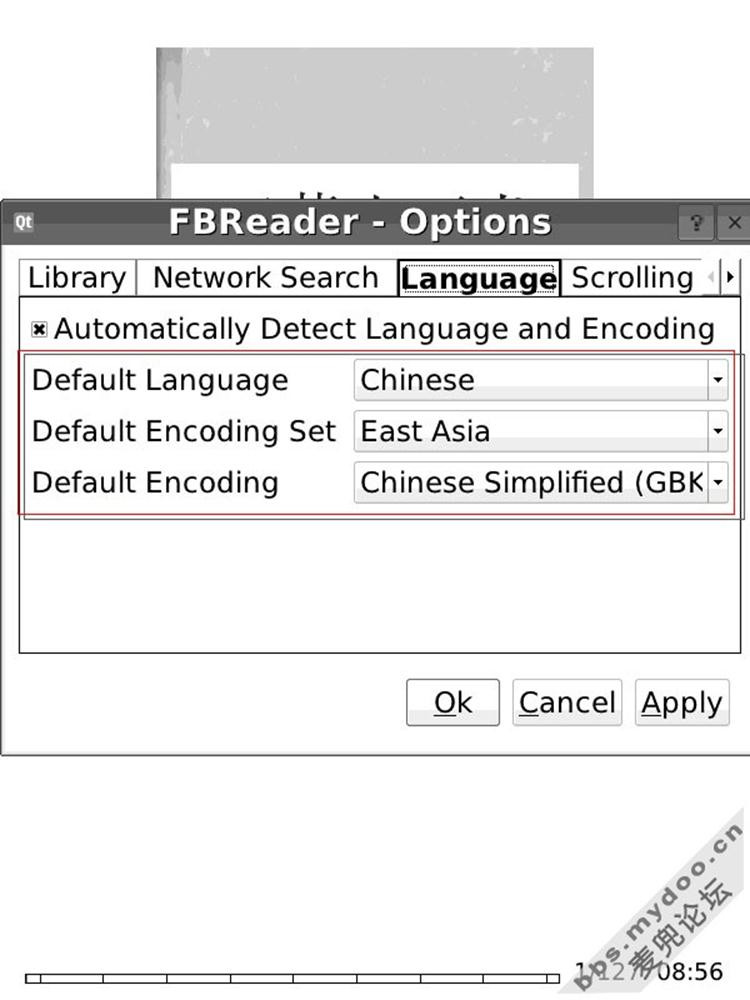 Qt FBReader - Options ? ×
Library Network Search Language Scrolling
Automatically Detect Language and Encoding
Default Language Chinese
Default Encoding Set East Asia
Default Encoding Chinese Simplified (GBK
Ok Cancel Apply
bbs.mydoo.cn
麦兜论坛
08:56